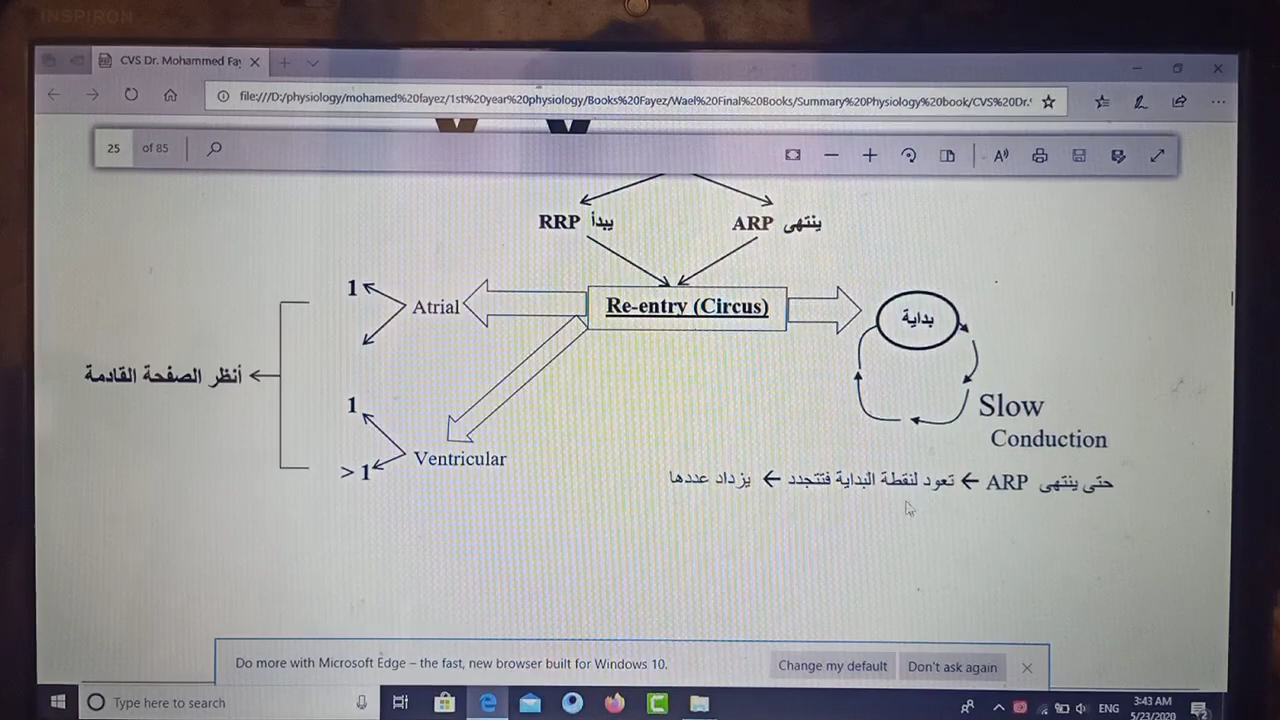 INSPIRON
CVS Dr. Mohammed Fay
file:///D:/physiology/mohamed%20fayez/1st%20year%20physiology/Books%20Fayez/Wael%20Final%20Books/Summary%20Physiology%20book/CVS%20Dr.
25 of 85
RRP يبدأ
ARP ينتهى
1
Atrial
Re-entry (Circus)
بداية
أنظر الصفحة القادمة
1
Slow
Conduction
> 1
Ventricular
حتى ينتهى ARP ← تعود لنقطة البداية فتتجدد ← يزداد عددها
Do more with Microsoft Edge – the fast, new browser built for Windows 10.
Change my default
Don't ask again
Type here to search
ENG
3:43 AM
5/23/2020